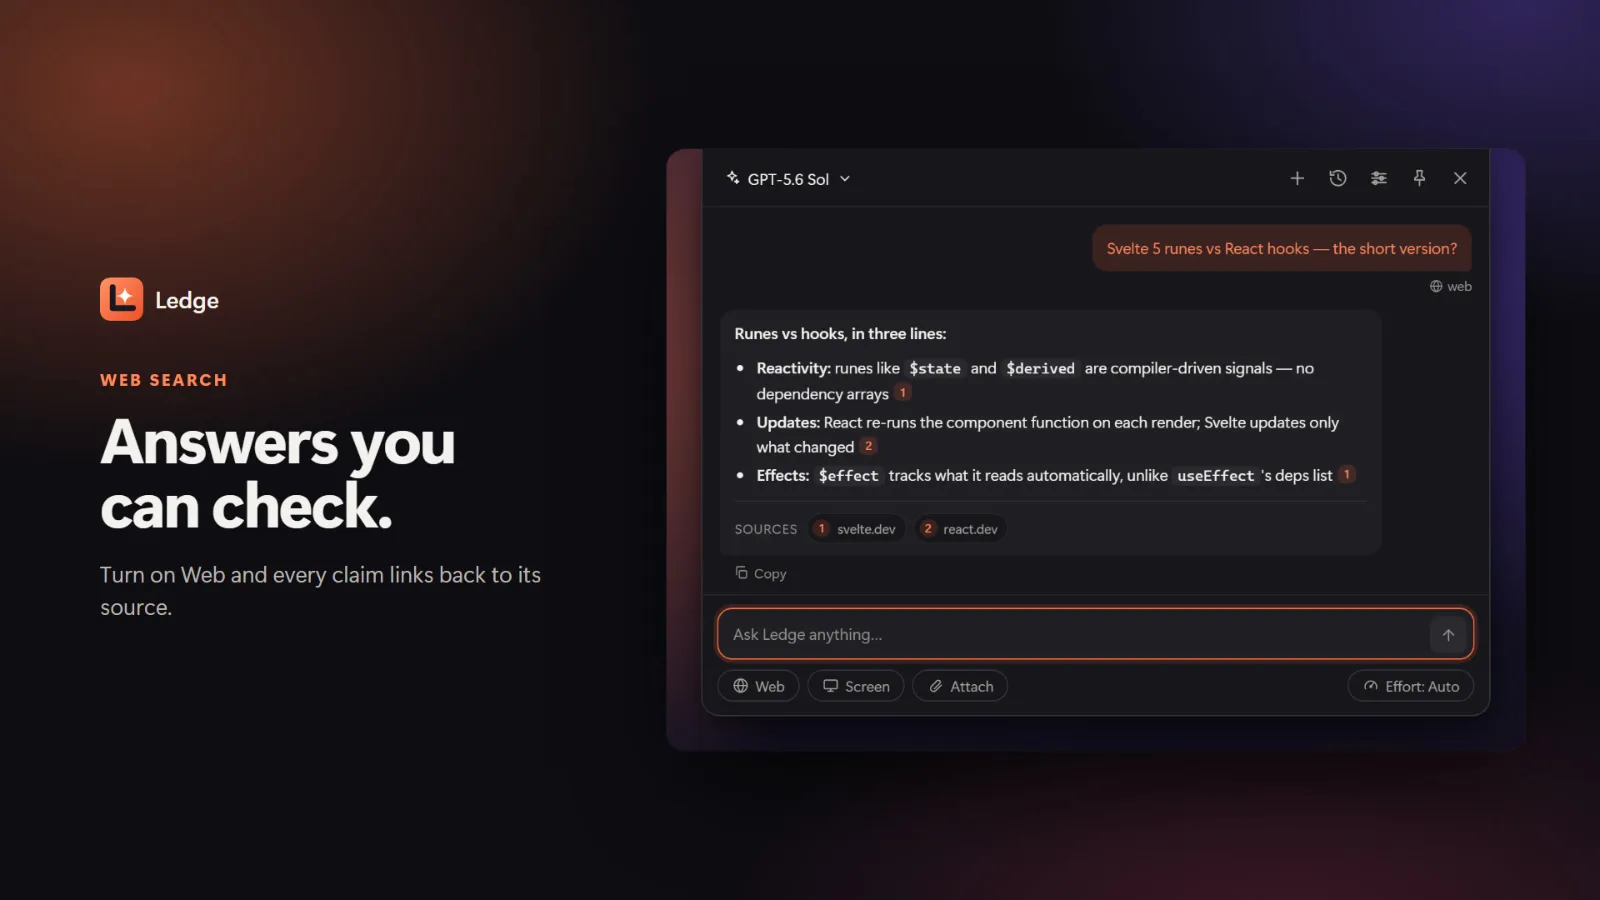 Ledge
WEB SEARCH
Answers you
can check.
Turn on Web and every claim links back to its
source.
GPT-5.6 Sol
Svelte 5 runes vs React hooks — the short version?
web
Runes vs hooks, in three lines:
• Reactivity: runes like $state and $derived are compiler-driven signals — no
dependency arrays 1
• Updates: React re-runs the component function on each render; Svelte updates only
what changed 2
• Effects: $effect tracks what it reads automatically, unlike useEffect 's deps list 1
SOURCES 1 svelte.dev 2 react.dev
Copy
Ask Ledge anything...
Web Screen Attach Effort: Auto